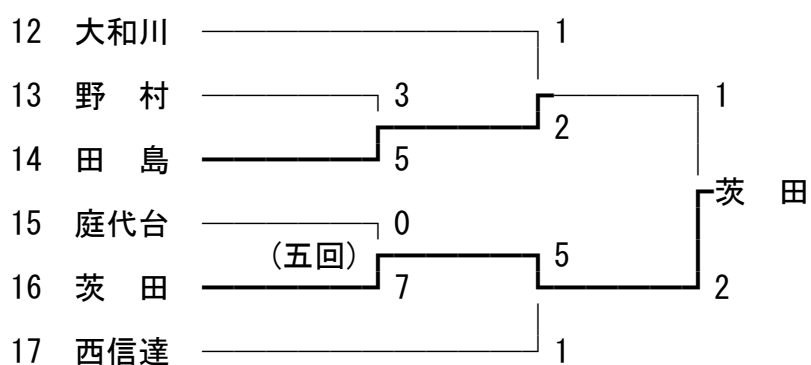 12 大和川 1
13 野 村 3 1
2
14 田 島 5
茨 田
15 庭代台 0
(五回) 5
16 茨 田 7 2
17 西信達 1